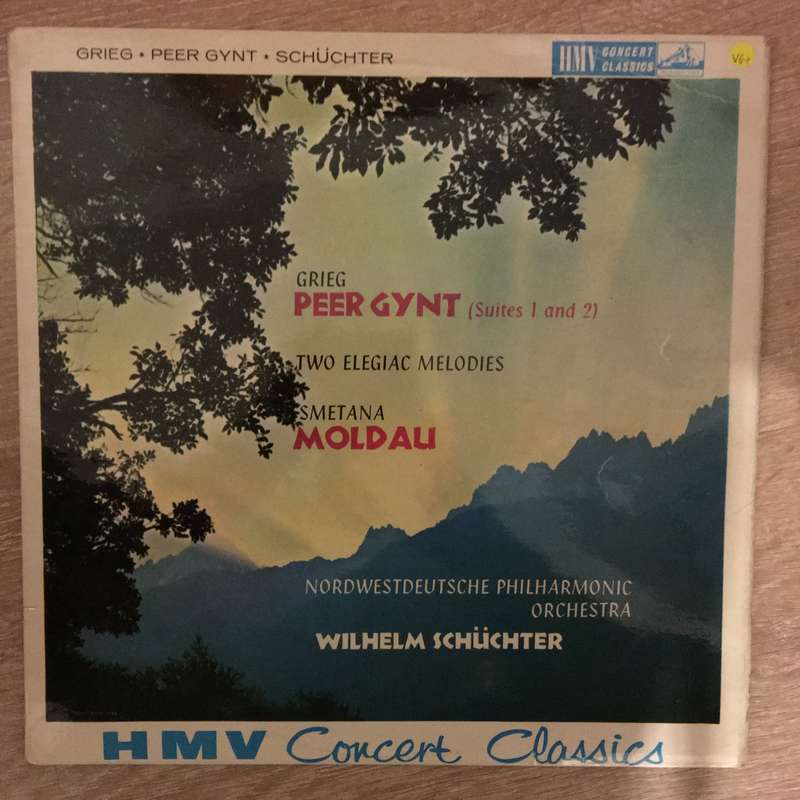 GRIEG • PEER GYNT • SCHÜCHTER
HMV CONCERT CLASSICS
VG+
GRIEG
PEER GYNT (Suites 1 and 2)
TWO ELEGIAC MELODIES
SMETANA
MOLDAU
NORDWESTDEUTSCHE PHILHARMONIC
ORCHESTRA
WILHELM SCHÜCHTER
HMV Concert Classics